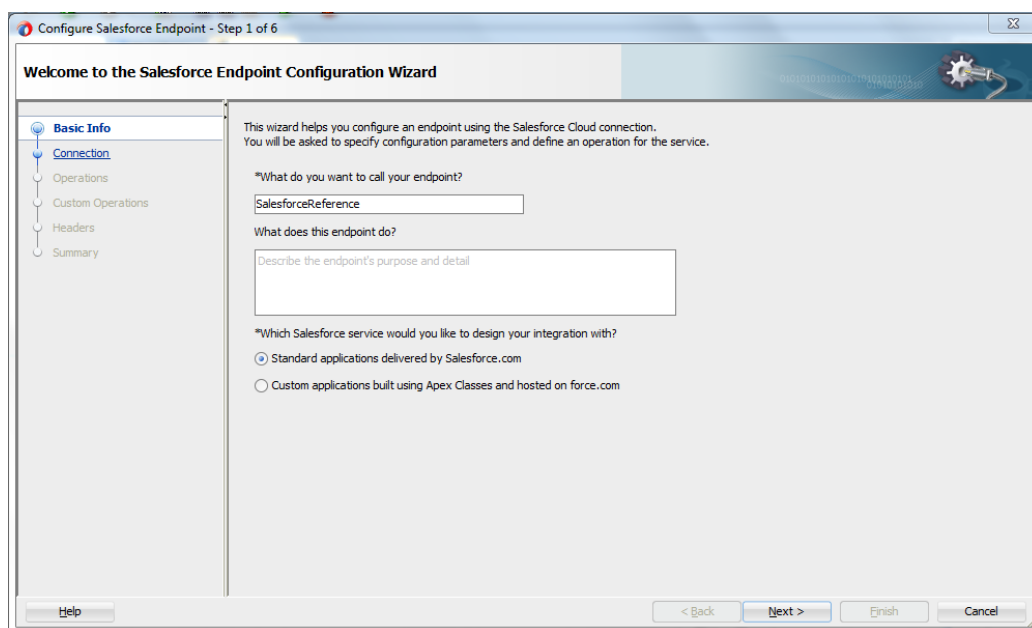 Configure Salesforce Endpoint - Step 1 of 6
Welcome to the Salesforce Endpoint Configuration Wizard
Basic Info
Connection
Operations
Custom Operations
Headers
Summary
This wizard helps you configure an endpoint using the Salesforce Cloud connection.
You will be asked to specify configuration parameters and define an operation for the service.
*What do you want to call your endpoint?
SalesforceReference
What does this endpoint do?
Describe the endpoint's purpose and detail
*Which Salesforce service would you like to design your integration with?
Standard applications delivered by Salesforce.com
Custom applications built using Apex Classes and hosted on force.com
Help
< Back
Next >
Finish
Cancel